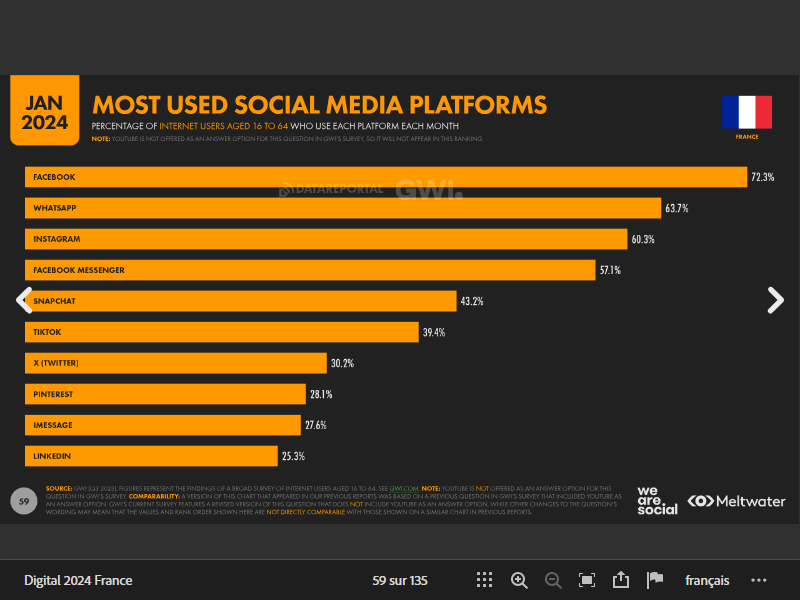 JAN
2024
MOST USED SOCIAL MEDIA PLATFORMS
PERCENTAGE OF INTERNET USERS AGED 16 TO 64 WHO USE EACH PLATFORM EACH MONTH
NOTE: YOUTUBE IS NOT OFFERED AS AN ANSWER OPTION FOR THIS QUESTION IN GWI'S SURVEY, SO IT WILL NOT APPEAR IN THIS RANKING
FRANCE
FACEBOOK 72.3%
DATAREPORTAL GWI.
WHATSAPP 63.7%
INSTAGRAM 60.3%
FACEBOOK MESSENGER 57.1%
SNAPCHAT 43.2%
TIKTOK 39.4%
X (TWITTER) 30.2%
PINTEREST 28.1%
IMESSAGE 27.6%
LINKEDIN 25.3%
59
SOURCE: GWI (Q3 2023). FIGURES REPRESENT THE FINDINGS OF A BROAD SURVEY OF INTERNET USERS AGED 16 TO 64. SEE GWI.COM. NOTE: YOUTUBE IS NOT OFFERED AS AN ANSWER OPTION FOR THIS
QUESTION IN GWI'S SURVEY. COMPARABILITY: A VERSION OF THIS CHART THAT APPEARED IN OUR PREVIOUS REPORTS WAS BASED ON A PREVIOUS QUESTION IN GWI'S SURVEY THAT INCLUDED YOUTUBE AS
AN ANSWER OPTION. GWI'S CURRENT SURVEY FEATURES A REVISED VERSION OF THIS QUESTION THAT DOES NOT INCLUDE YOUTUBE AS AN ANSWER OPTION, WHILE OTHER CHANGES TO THE QUESTION'S
WORDING MAY MEAN THAT THE VALUES AND RANK ORDER SHOWN HERE ARE NOT DIRECTLY COMPARABLE WITH THOSE SHOWN ON A SIMILAR CHART IN PREVIOUS REPORTS.
we
are.
social
Meltwater
Digital 2024 France
59 sur 135
français